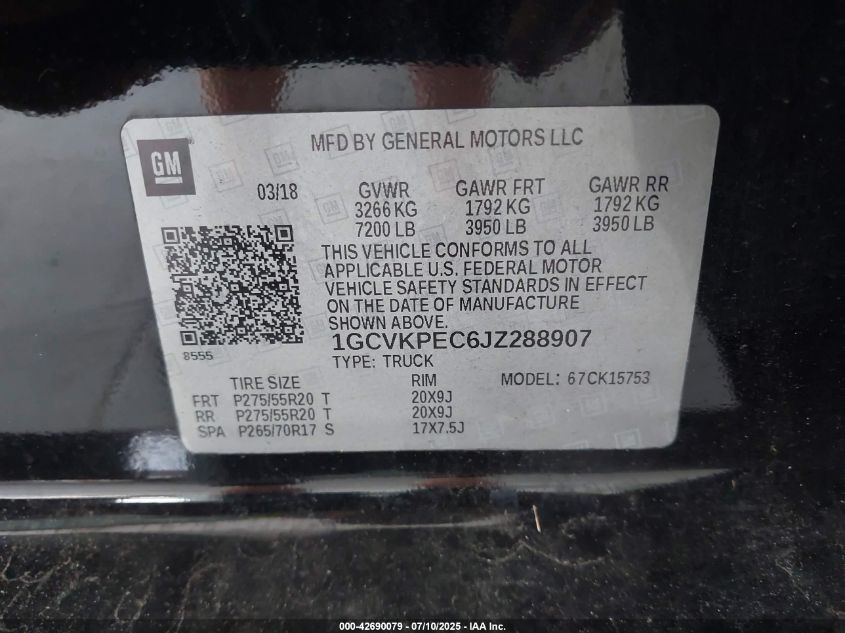 GM
MFD BY GENERAL MOTORS LLC
03/18
GVWR GAWR FRT GAWR RR
3266 KG 1792 KG 1792 KG
7200 LB 3950 LB 3950 LB
THIS VEHICLE CONFORMS TO ALL
APPLICABLE U.S. FEDERAL MOTOR
VEHICLE SAFETY STANDARDS IN EFFECT
ON THE DATE OF MANUFACTURE
SHOWN ABOVE.
8555
1GCVKPEC6JZ288907
TYPE: TRUCK
TIRE SIZE RIM MODEL: 67CK15753
FRT P275/55R20 T 20X9J
RR P275/55R20 T 20X9J
SPA P265/70R17 S 17X7.5J
000-42690079 - 07/10/2025 - IAA Inc.